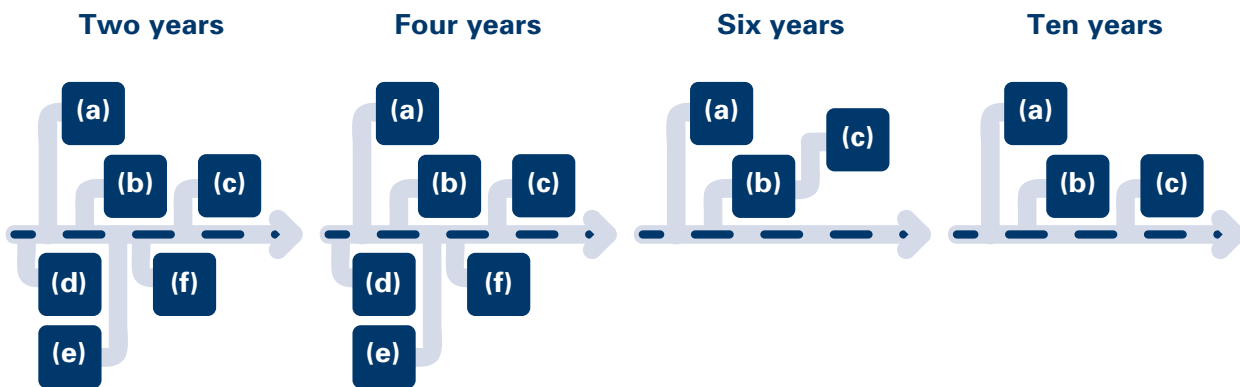 Two years
Four years
Six years
Ten years
(a)
(b)
(c)
(d)
(f)
(e)
(a)
(b)
(c)
(d)
(f)
(e)
(a)
(c)
(b)
(a)
(b)
(c)